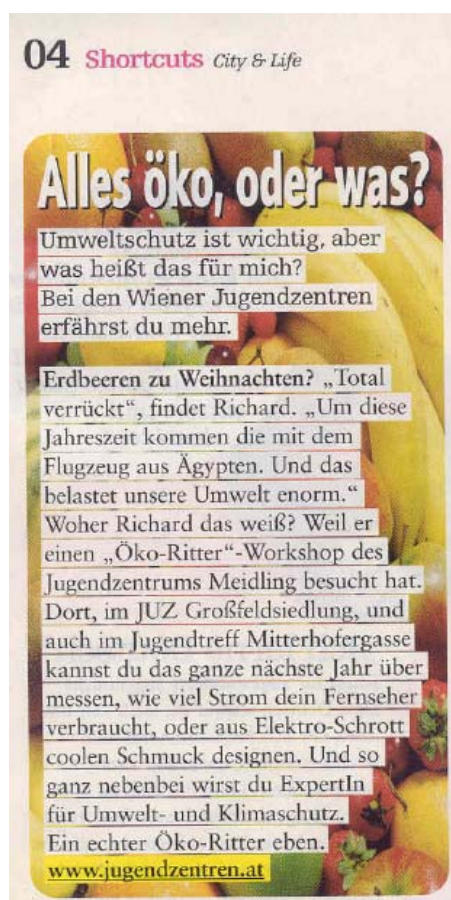 04 Shortcuts City & Life
Alles öko, oder was?
Umweltschutz ist wichtig, aber
was heißt das für mich?
Bei den Wiener Jugendzentren
erfährst du mehr.
Erdbeeren zu Weihnachten? „Total
verrückt“, findet Richard. „Um diese
Jahreszeit kommen die mit dem
Flugzeug aus Ägypten. Und das
belastet unsere Umwelt enorm.“
Woher Richard das weiß? Weil er
einen „Öko-Ritter“-Workshop des
Jugendzentrums Meidling besucht hat.
Dort, im JUZ Großfeldsiedlung, und
auch im Jugendtreff Mitterhofergasse
kannst du das ganze nächste Jahr über
messen, wie viel Strom dein Fernseher
verbraucht, oder aus Elektro-Schrott
coolen Schmuck designen. Und so
ganz nebenbei wirst du ExpertIn
für Umwelt- und Klimaschutz.
Ein echter Öko-Ritter eben.
www.jugendzentren.at